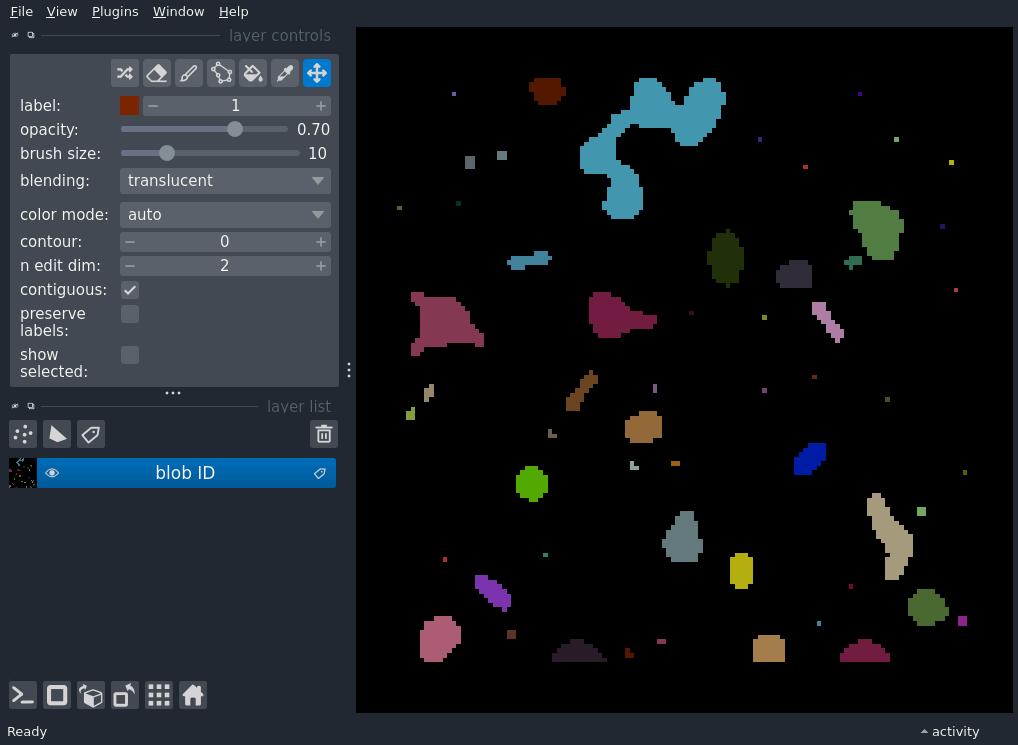 File View Plugins Window Help
layer controls
label: 1
opacity: 0.70
brush size: 10
blending: translucent
color mode: auto
contour: 0
n edit dim: 2
contiguous:
preserve
labels:
show
selected:
layer list
blob ID
Ready
activity